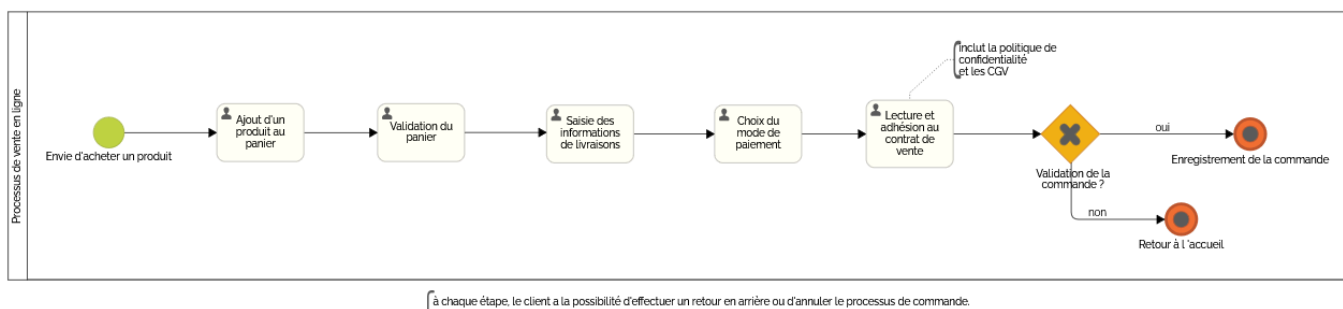 Processus de vente en ligne
Envie d'acheter un produit
Ajout d'un
produit au
panier
Validation du
panier
Saisie des
informations
de livraisons
Choix du
mode de
paiement
Lecture et
adhésion au
contrat de
vente
inclut la politique de
confidentialité
et les CGV
Validation de la
commande ?
oui
Enregistrement de la commande
non
Retour à l 'accueil
à chaque étape, le client a la possibilité d'effectuer un retour en arrière ou d'annuler le processus de commande.